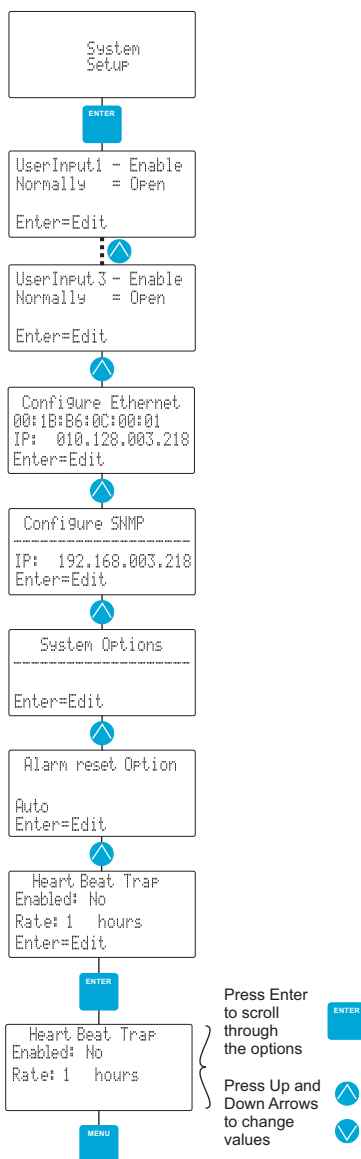 System
Setup
ENTER
UserInput1 - Enable
Normally = Open
Enter=Edit
UserInput3 - Enable
Normally = Open
Enter=Edit
Configure Ethernet
00:1B:B6:0C:00:01
IP: 010.128.003.218
Enter=Edit
Configure SNMP
--------------------
IP: 192.168.003.218
Enter=Edit
System Options
--------------------
Enter=Edit
Alarm reset Option
Auto
Enter=Edit
Heart Beat Trap
Enabled: No
Rate: 1 hours
Enter=Edit
ENTER
Heart Beat Trap
Enabled: No
Rate: 1 hours
MENU
Press Enter
to scroll
through
the options
ENTER
Press Up and
Down Arrows
to change
values